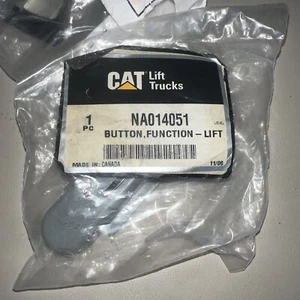 CAT Lift
Trucks
1 NA014051
PC
BUTTON, FUNCTION - LIFT
MADE IN: CANADA 11/06